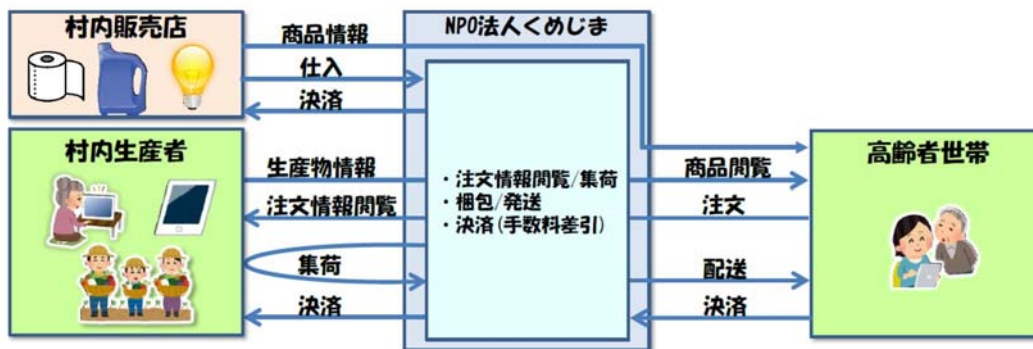 村内販売店
商品情報
仕入
決済
NPO法人くめじま
村内生産者
生産物情報
注文情報閲覧
集荷
決済
・注文情報閲覧/集荷
・梱包/発送
・決済(手数料差引)
商品閲覧
注文
配送
決済
高齢者世帯